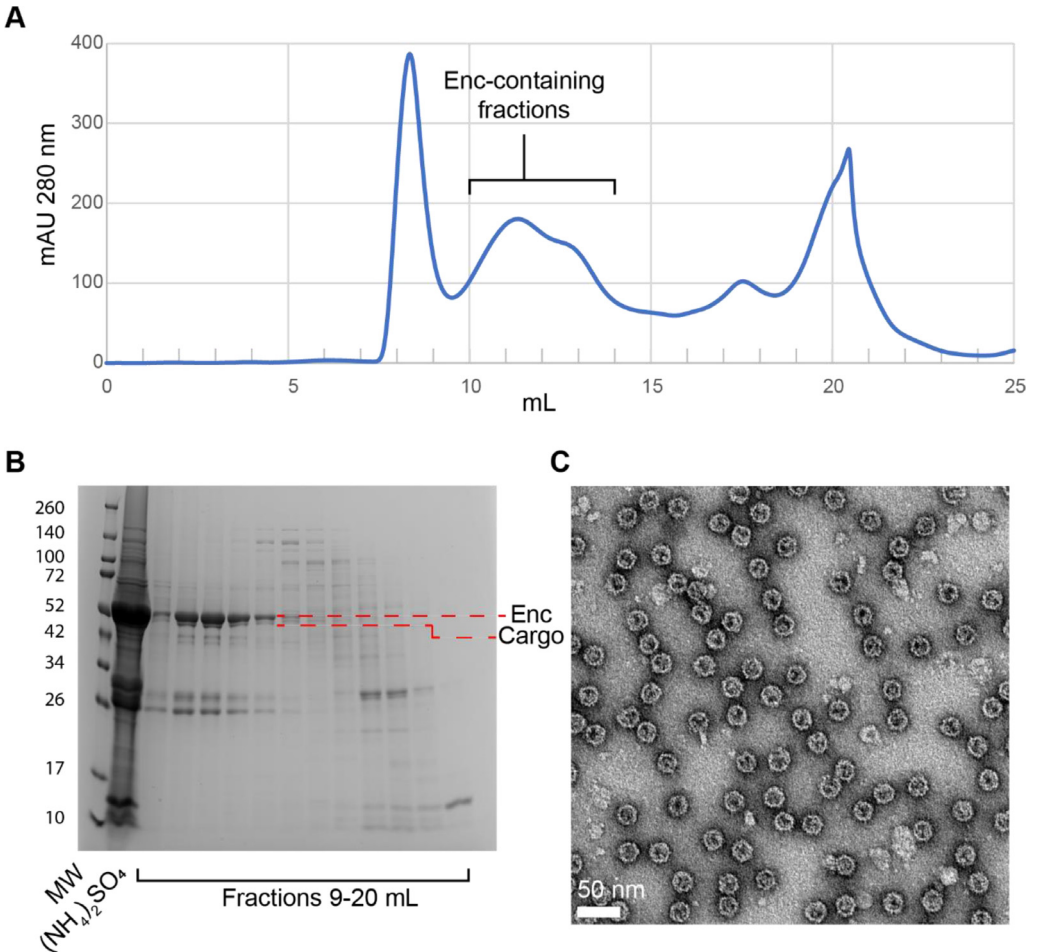 A
400
300
200
100
0
mAU 280 nm
Enc-containing
fractions
0 5 10 15 20 25
mL
B
260
140
100
72
52
42
34
26
17
10
Enc
Cargo
MW
(NH₄)₂SO₄
Fractions 9-20 mL
C
50 nm